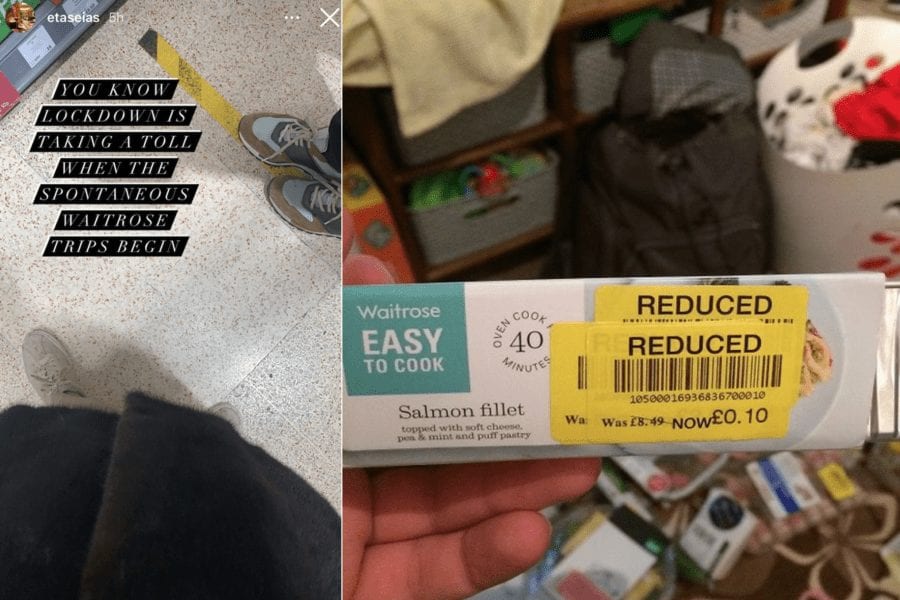 etaseias 5h
YOU KNOW
LOCKDOWN IS
TAKING A TOLL
WHEN THE
SPONTANEOUS
WAITROSE
TRIPS BEGIN
Waitrose
EASY
TO COOK
OVEN COOK
40
MINUTES
Salmon fillet
topped with soft cheese,
pea & mint and puff pastry
REDUCED
REDUCED
10500016936836700010
Was £8.49 NOW £0.10